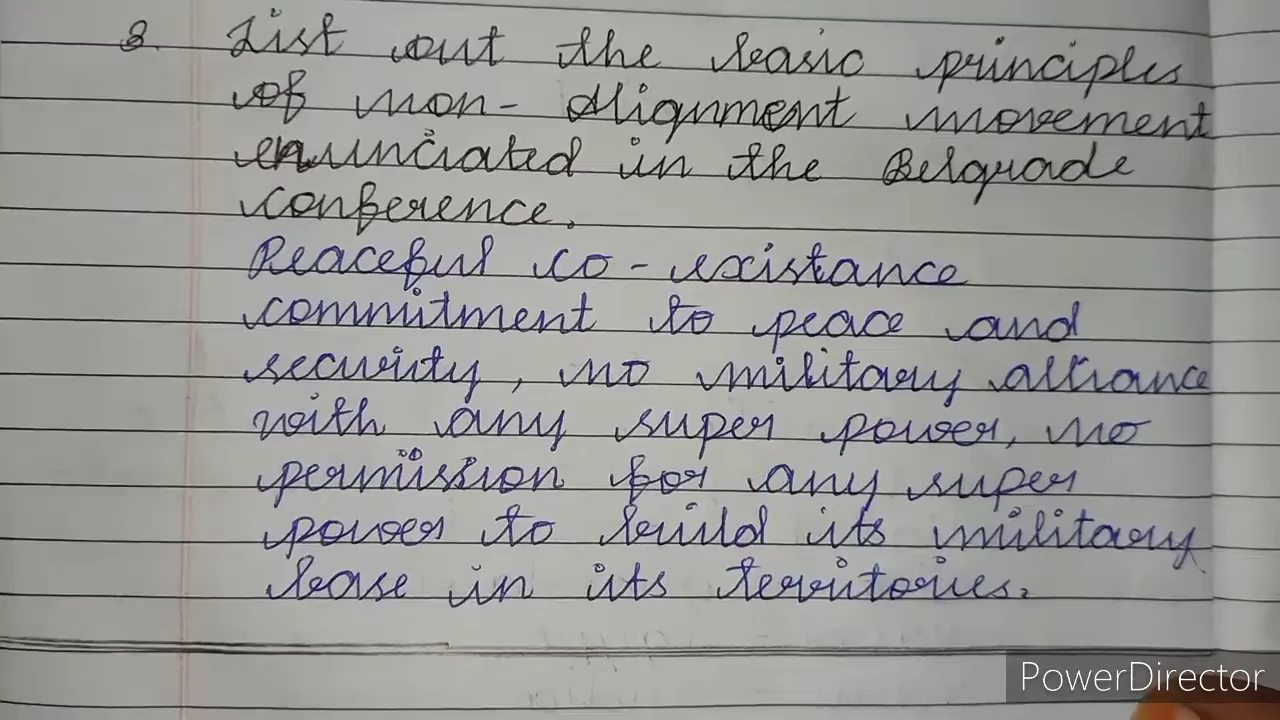 8. List out the basic principles
of non- Alignment movement
enunciated in the Belgrade
conference.
Peaceful co-existance
commitment to peace and
security, no military alliance
with any super power, no
permission for any super
power to build its military
base in its territories.
PowerDirector